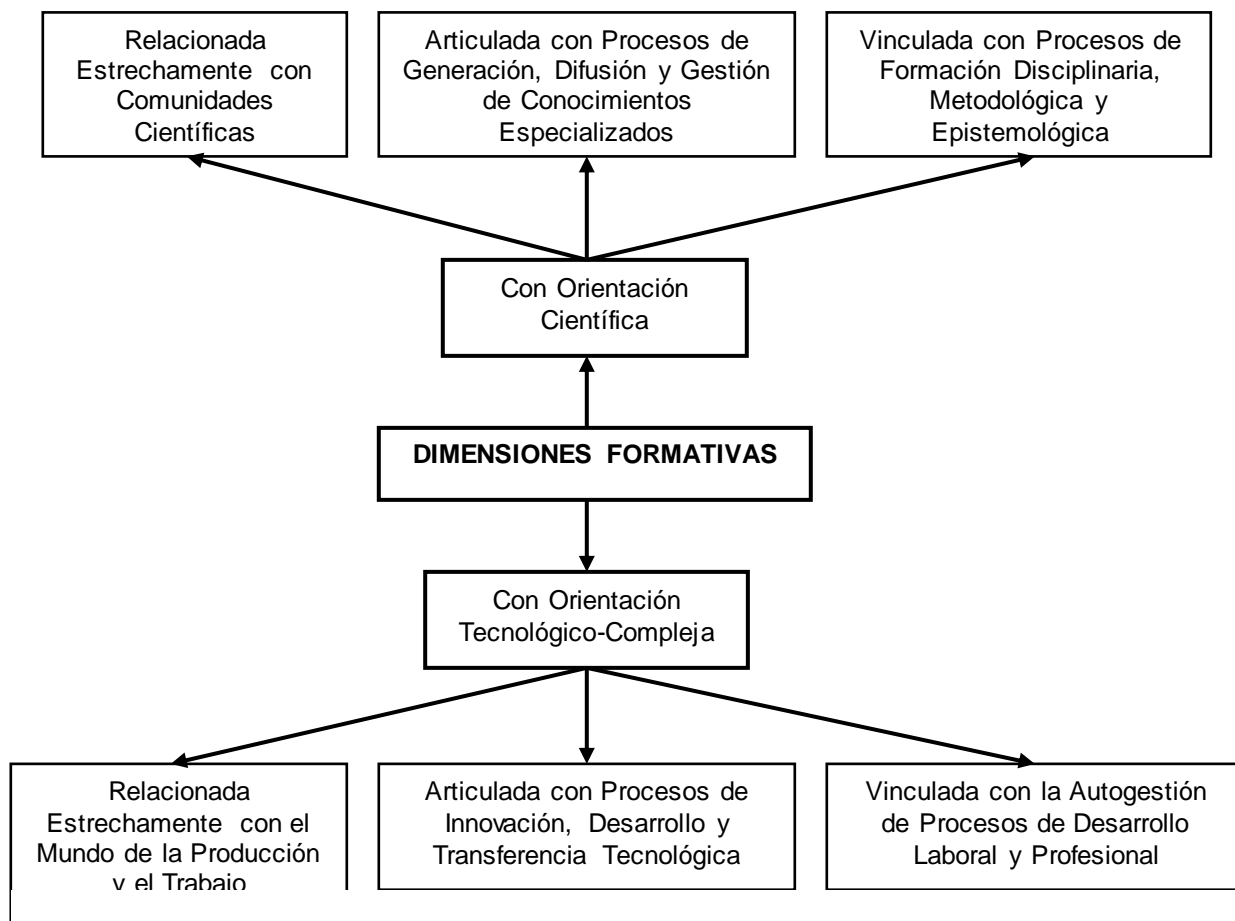 Relacionada
Estrechamente con
Comunidades
Científicas
Articulada con Procesos de
Generación, Difusión y Gestión
de Conocimientos
Especializados
Vinculada con Procesos de
Formación Disciplinaria,
Metodológica y
Epistemológica
Con Orientación
Científica
DIMENSIONES FORMATIVAS
Con Orientación
Tecnológico-Compleja
Relacionada
Estrechamente con el
Mundo de la Producción
y el Trabajo
Articulada con Procesos de
Innovación, Desarrollo y
Transferencia Tecnológica
Vinculada con la Autogestión
de Procesos de Desarrollo
Laboral y Profesional